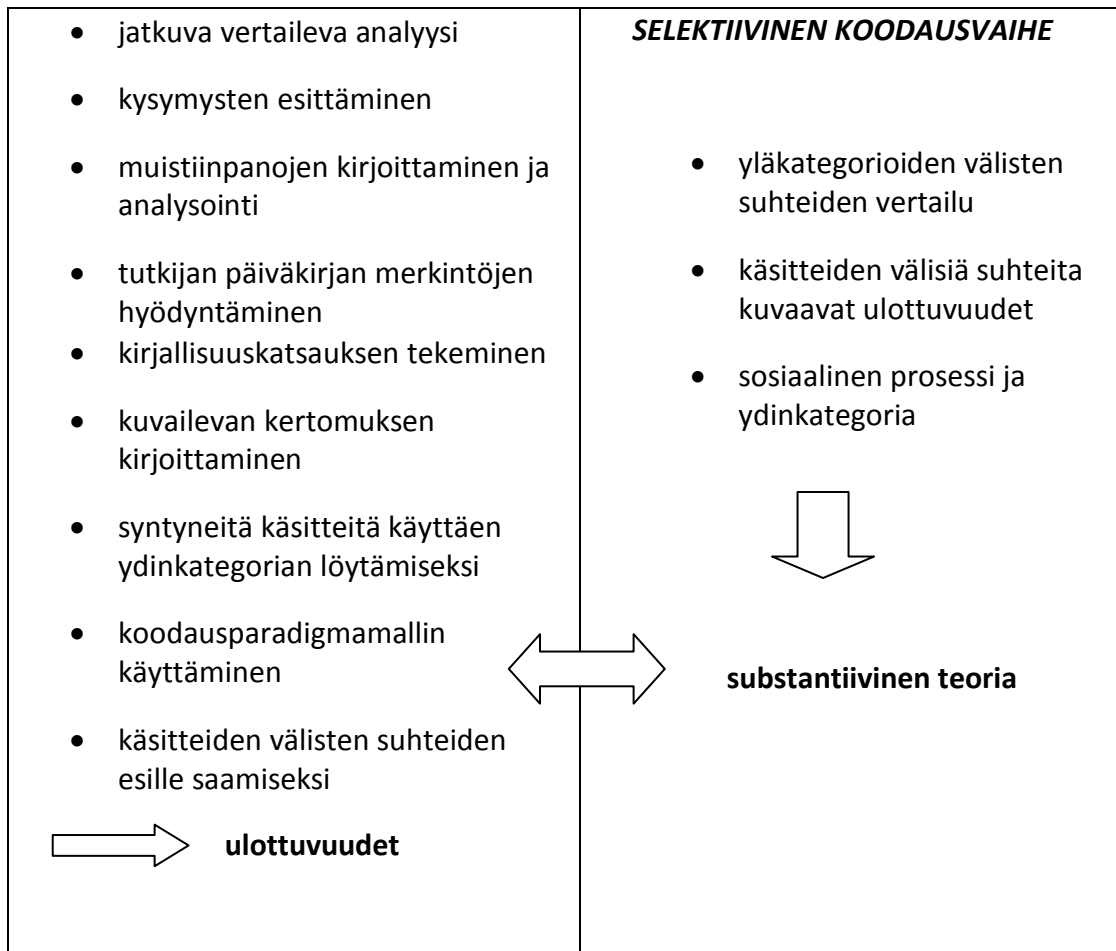 • jatkuva vertaileva analyysi
• kysymysten esittäminen
• muistiinpanojen kirjoittaminen ja
analysointi
• tutkijan päiväkirjan merkintöjen
hyödyntäminen
• kirjallisuuskatsauksen tekeminen
• kuvailevan kertomuksen
kirjoittaminen
• syntyneitä käsitteitä käyttäen
ydinkategorian löytämiseksi
• koodausparadigmamallin
käyttäminen
• käsitteiden välisten suhteiden
esille saamiseksi
ulottuvuudet
SELEKTIIVINEN KOODAUSVAIHE
• yläkategorioiden välisten
suhteiden vertailu
• käsitteiden välisiä suhteita
kuvaavat ulottuvuudet
• sosiaalinen prosessi ja
ydinkategoria
substantiivinen teoria